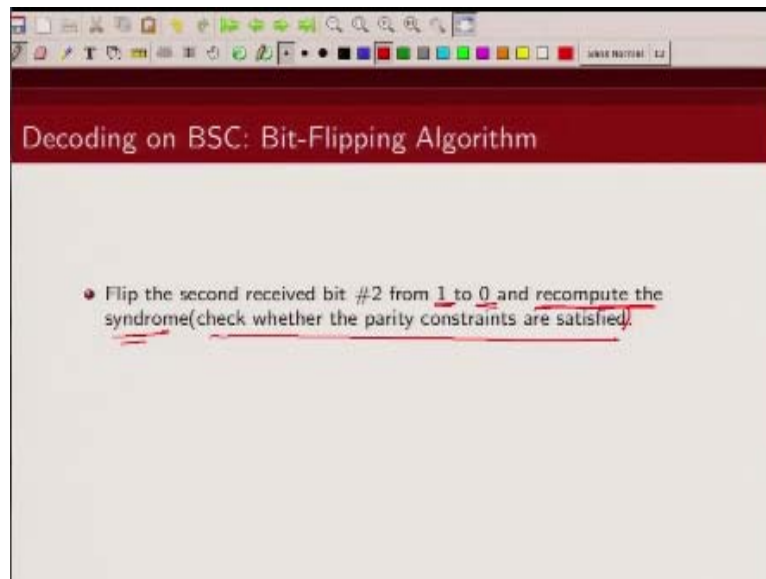 T
Decoding on BSC: Bit-Flipping Algorithm
Flip the second received bit #2 from 1 to 0 and recompute the
syndrome(check whether the parity constraints are satisfied).